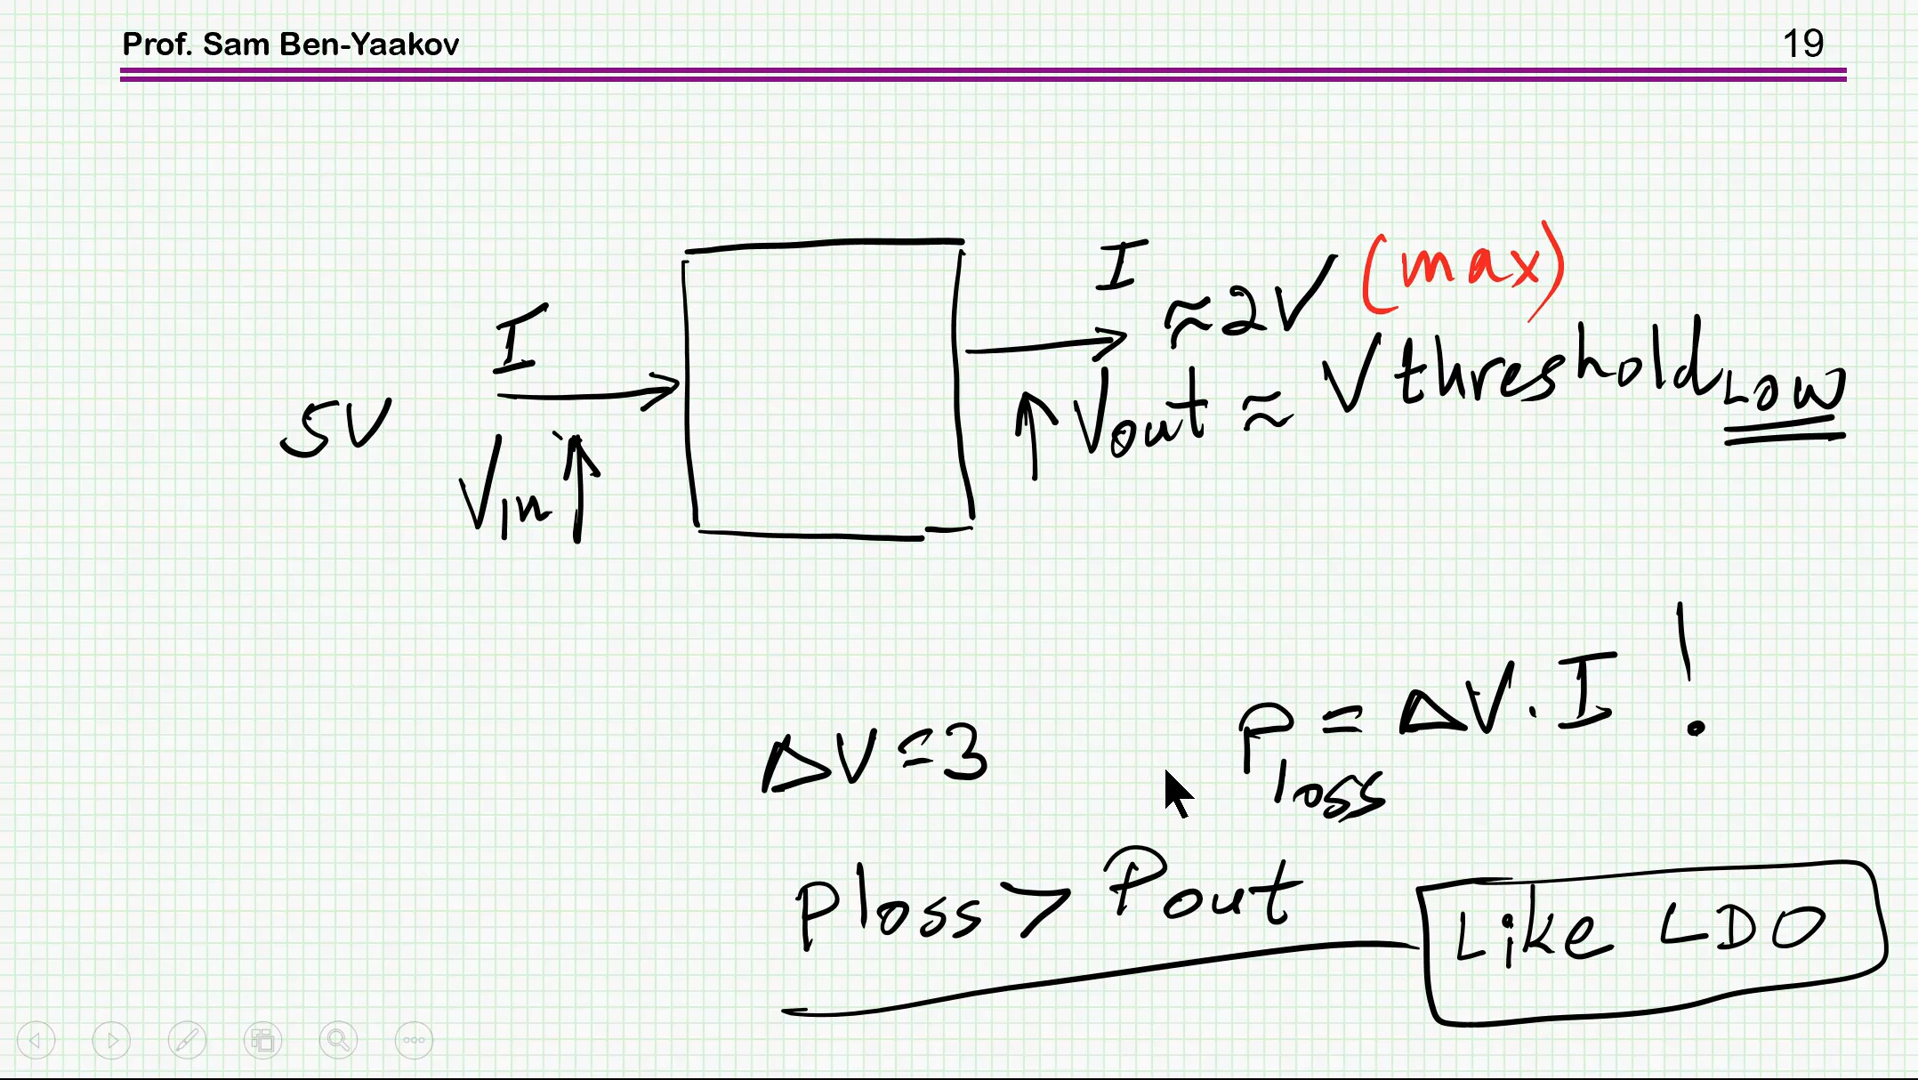 Prof. Sam Ben-Yaakov
19
I
I
≈2V (max)
5V
Vin
Vout ≈ Vthreshold LOW
ΔV=3
Ploss = ΔV·I !
Ploss > Pout
Like LDO